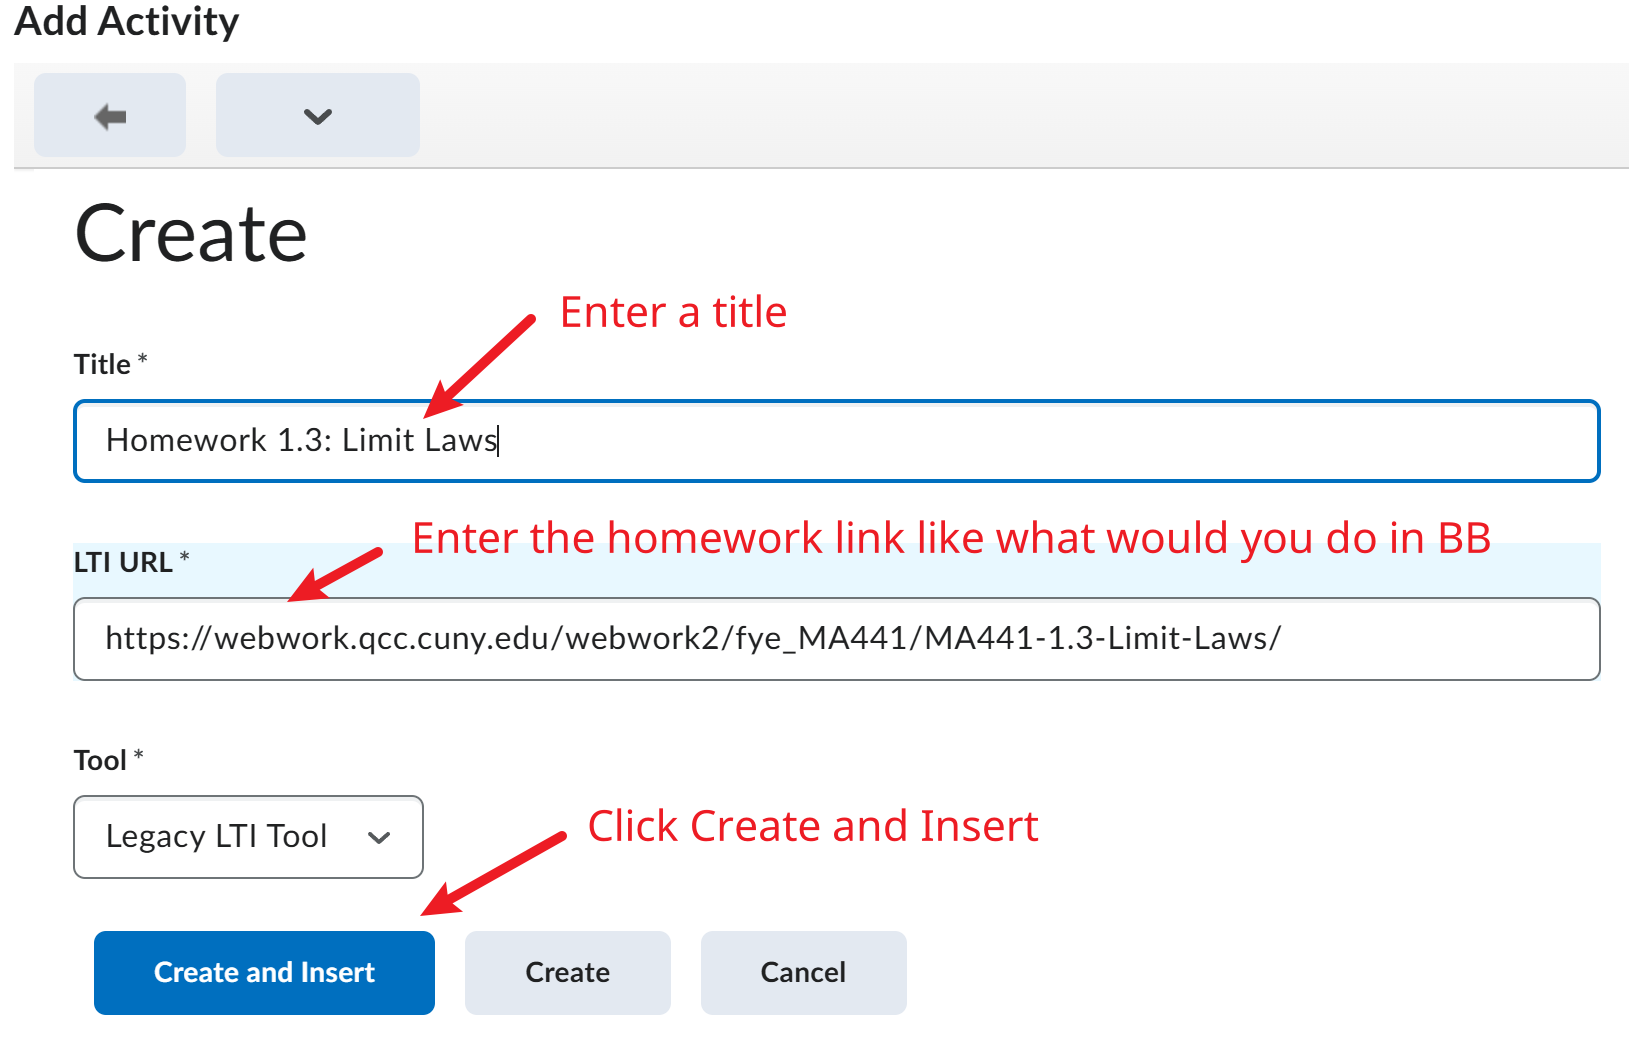 Add Activity
Create
Enter a title
Title *
Homework 1.3: Limit Laws
Enter the homework link like what would you do in BB
LTI URL *
https://webwork.qcc.cuny.edu/webwork2/fye_MA441/MA441-1.3-Limit-Laws/
Tool *
Legacy LTI Tool
Click Create and Insert
Create and Insert Create Cancel